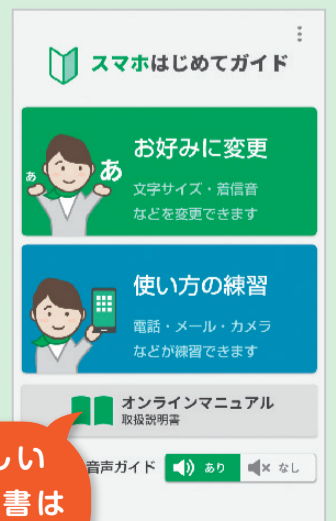 スマホはじめてガイド
お好みに変更
あ
あ
文字サイズ・着信音
などを変更できます
使い方の練習
電話・メール・カメラ
などが練習できます
オンラインマニュアル
取扱説明書
音声ガイド あり なし
しい
書は